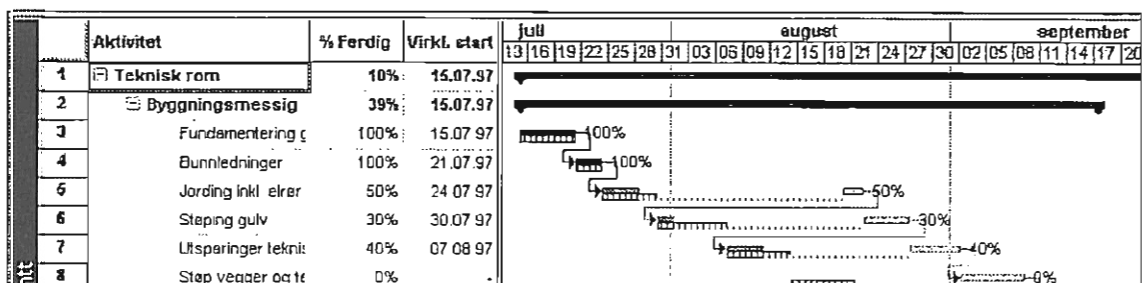 juli august september
Aktivitet % Ferdig Virkl. start 13 16 19 22 25 28 31 03 06 09 12 15 18 21 24 27 30 02 05 08 11 14 17 20
1 Teknisk rom 10% 15.07.97
2 Byggningsmessig 39% 15.07.97
3 Fundamentering g 100% 15.07.97 100%
4 Bunnledninger 100% 21.07.97 100%
5 Jording inkl elrør 50% 24.07.97 50%
6 Støping gulv 30% 30.07.97 30%
7 Utsparinger teknis 40% 07.08.97 40%
8 Støp vegger og te 0% - 0%